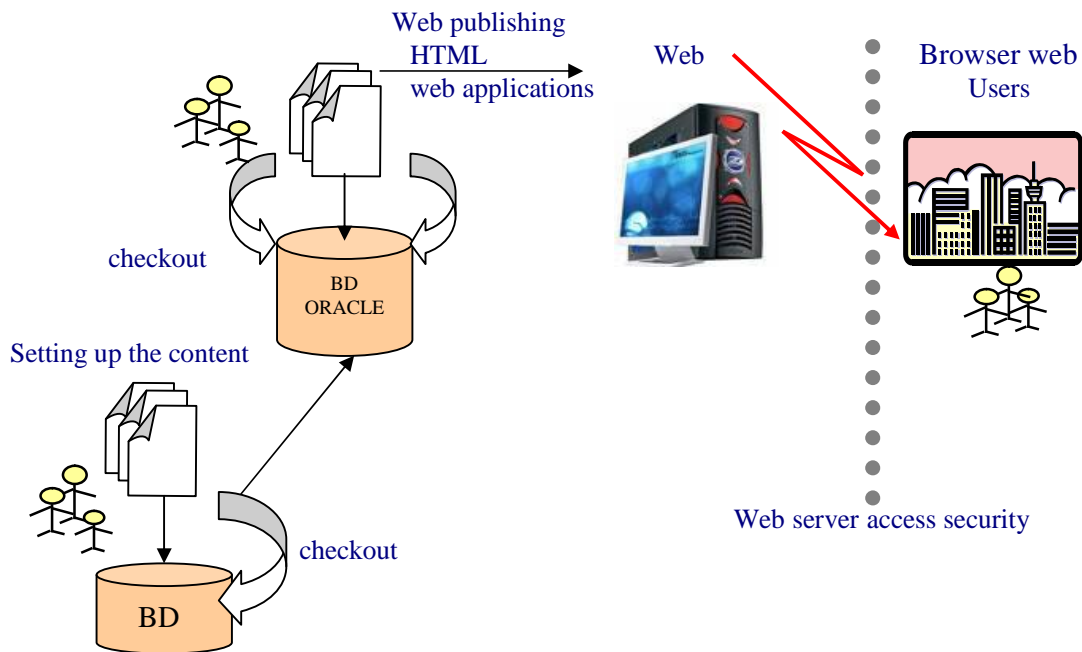 Web publishing
HTML
web applications
Web
Browser web
Users
checkout
BD
ORACLE
Setting up the content
checkout
BD
Web server access security